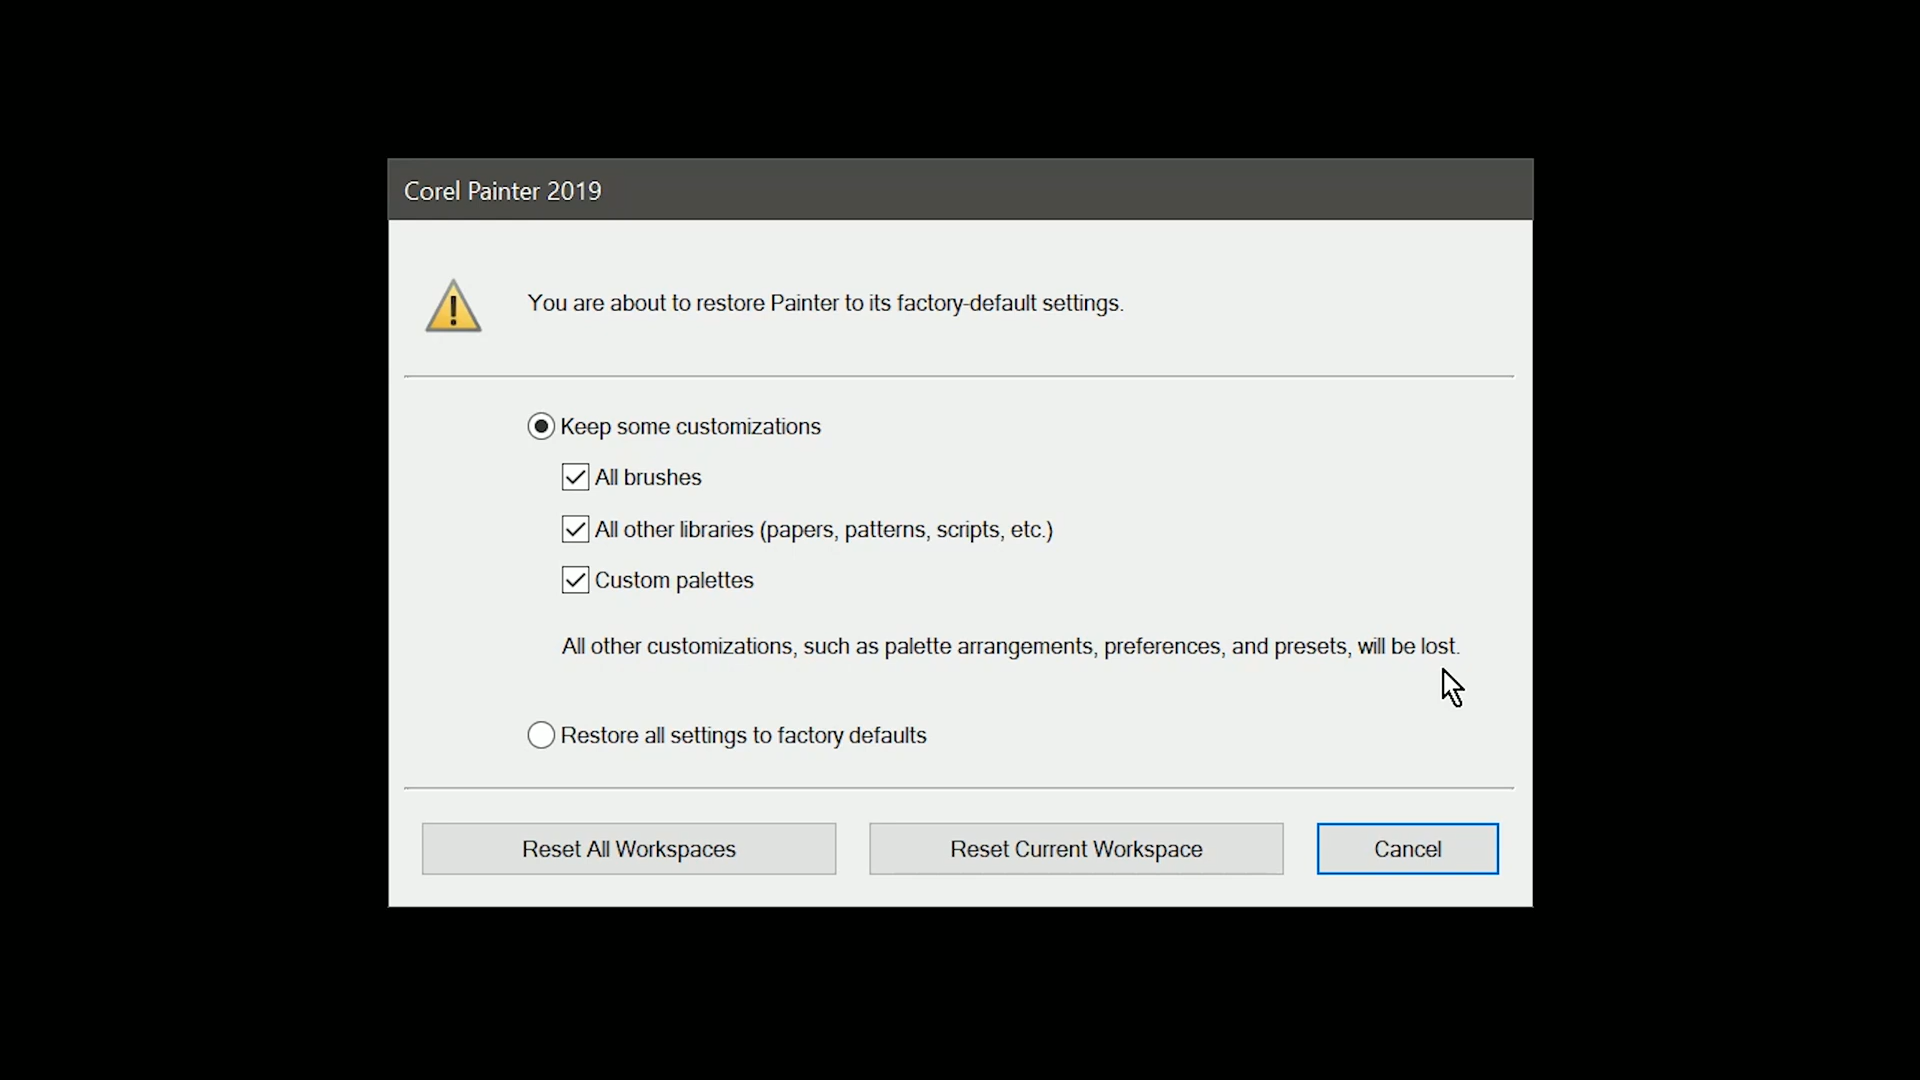 Corel Painter 2019
You are about to restore Painter to its factory-default settings.
Keep some customizations
All brushes
All other libraries (papers, patterns, scripts, etc.)
Custom palettes
All other customizations, such as palette arrangements, preferences, and presets, will be lost.
Restore all settings to factory defaults
Reset All Workspaces
Reset Current Workspace
Cancel